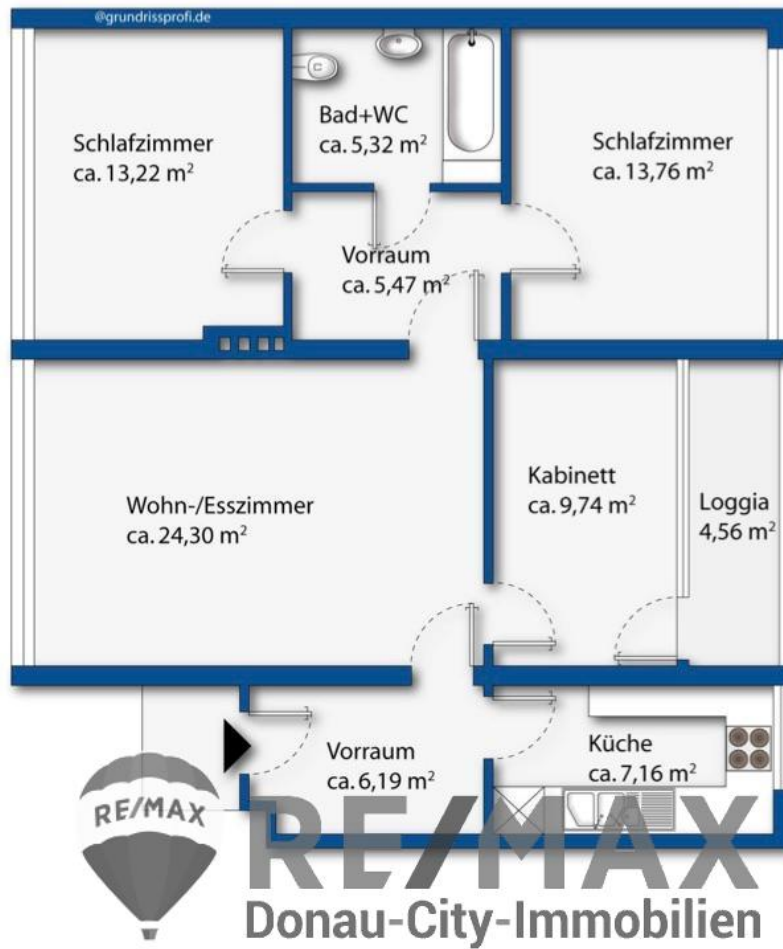 @grundrissprofi.de
Schlafzimmer
ca. 13,22 m²
Bad+WC
ca. 5,32 m²
Schlafzimmer
ca. 13,76 m²
Vorraum
ca. 5,47 m²
Wohn-/Esszimmer
ca. 24,30 m²
Kabinett
ca. 9,74 m²
Loggia
4,56 m²
Vorraum
ca. 6,19 m²
Küche
ca. 7,16 m²
RE/MAX
RE/MAX
Donau-City-Immobilien